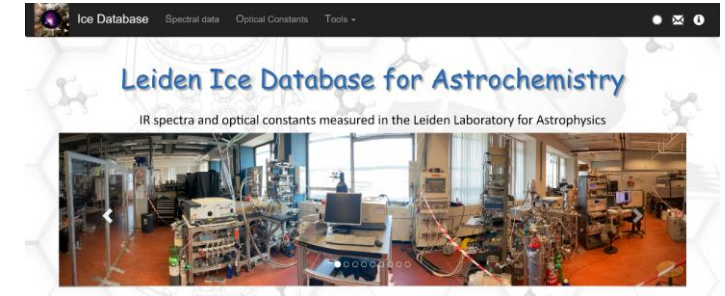 Ice Database Spectral data Optical Constants Tools
Leiden Ice Database for Astrochemistry
IR spectra and optical constants measured in the Leiden Laboratory for Astrophysics